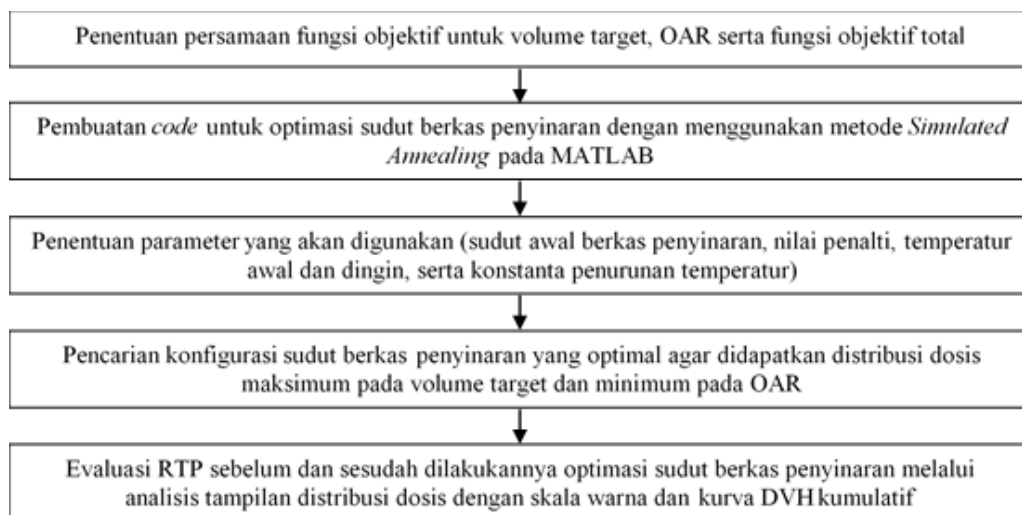 Penentuan persamaan fungsi objektif untuk volume target, OAR serta fungsi objektif total
Pembuatan code untuk optimasi sudut berkas penyinaran dengan menggunakan metode Simulated
Annealing pada MATLAB
Penentuan parameter yang akan digunakan (sudut awal berkas penyinaran, nilai penalti, temperatur
awal dan dingin, serta konstanta penurunan temperatur)
Pencarian konfigurasi sudut berkas penyinaran yang optimal agar didapatkan distribusi dosis
maksimum pada volume target dan minimum pada OAR
Evaluasi RTP sebelum dan sesudah dilakukannya optimasi sudut berkas penyinaran melalui
analisis tampilan distribusi dosis dengan skala warna dan kurva DVH kumulatif